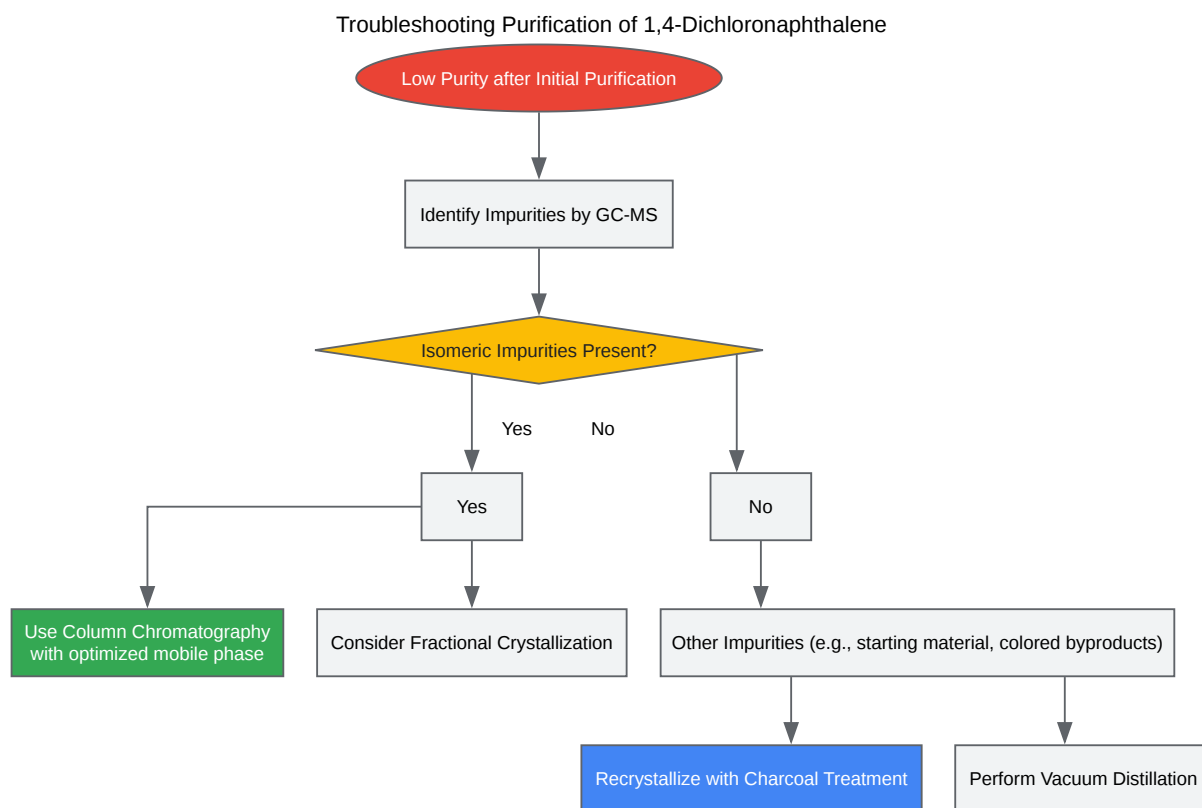 Troubleshooting Purification of 1,4-Dichloronaphthalene
Low Purity after Initial Purification
Identify Impurities by GC-MS
Isomeric Impurities Present?
Yes
No
Yes
No
Use Column Chromatography
with optimized mobile phase
Consider Fractional Crystallization
Other Impurities (e.g., starting material, colored byproducts)
Recrystallize with Charcoal Treatment
Perform Vacuum Distillation